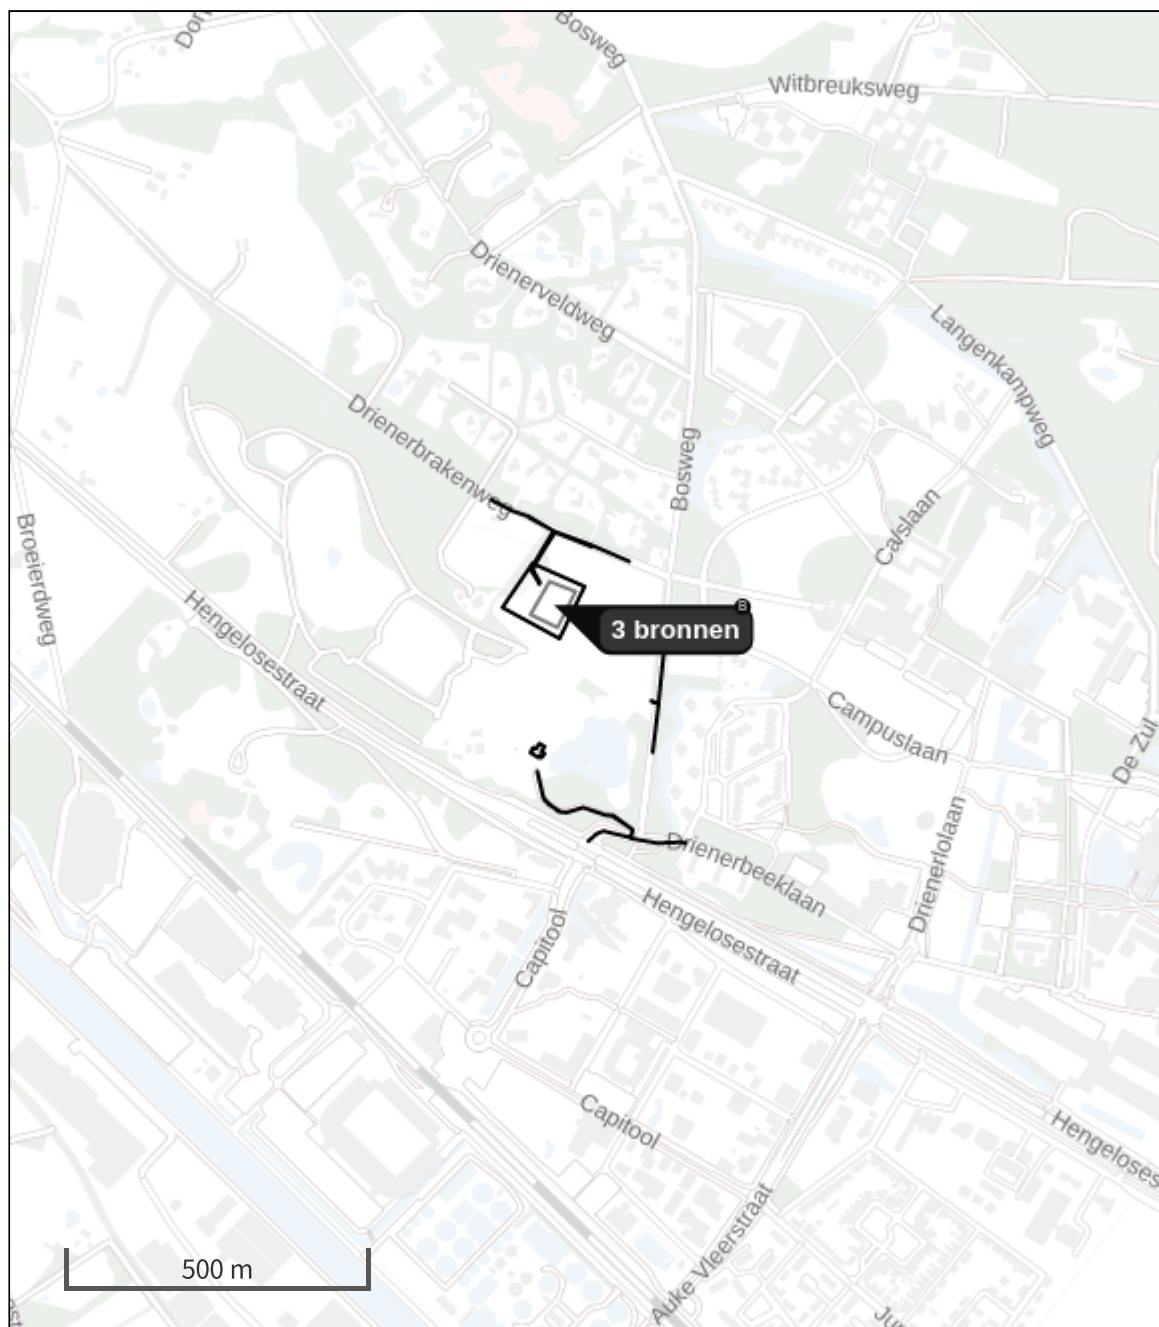 Bosweg
Witbreuksweg
Drienerveldweg
Langenkampweg
Drienerbrakenweg
Bosweg
Calslaan
Broeierdweg
Hengelosestraat
B
3 bronnen
Campuslaan
De Zul
Drienerlolaan
Drienerbeeklaan
Hengelosestraat
Capitool
Capitool
Hengeloses
Auke Vleerstraat
500 m